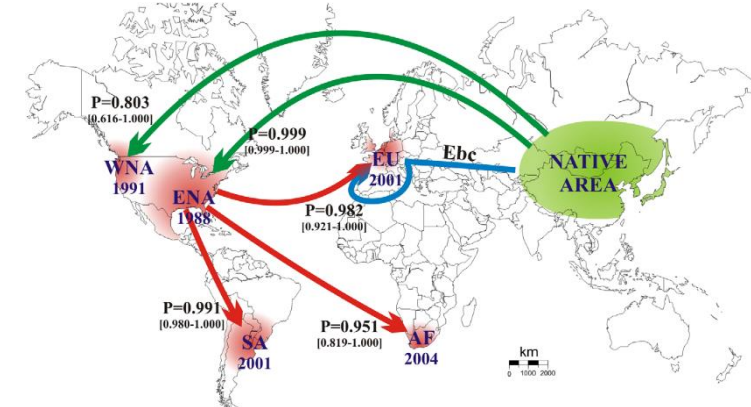 P=0.803
[0.616-1.000]
P=0.999
[0.999-1.000]
WNA
1991
ENA
1988
EU
2001
Ebc
NATIVE
AREA
P=0.982
[0.921-1.000]
P=0.991
[0.980-1.000]
SA
2001
P=0.951
[0.819-1.000]
AF
2004
km
0 1000 2000